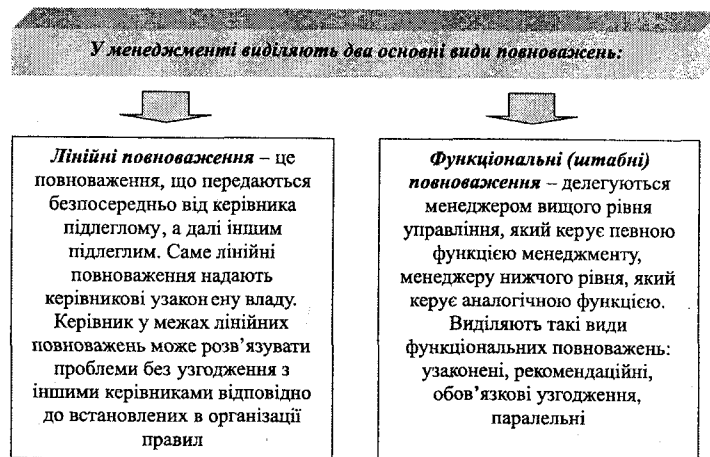 У менеджменті виділяють два основні види повноважень:
Лінійні повноваження – це
повноваження, що передаються
безпосередньо від керівника
підлеглому, а далі іншим
підлеглим. Саме лінійні
повноваження надають
керівникові узаконену владу.
Керівник у межах лінійних
повноважень може розв’язувати
проблеми без узгодження з
іншими керівниками відповідно
до встановлених в організації
правил
Функціональні (штабні)
повноваження – делегуються
менеджером вищого рівня
управління, який керує певною
функцією менеджменту,
менеджеру нижчого рівня, який
керує аналогічною функцією.
Виділяють такі види
функціональних повноважень:
узаконені, рекомендаційні,
обов’язкові узгодження,
паралельні